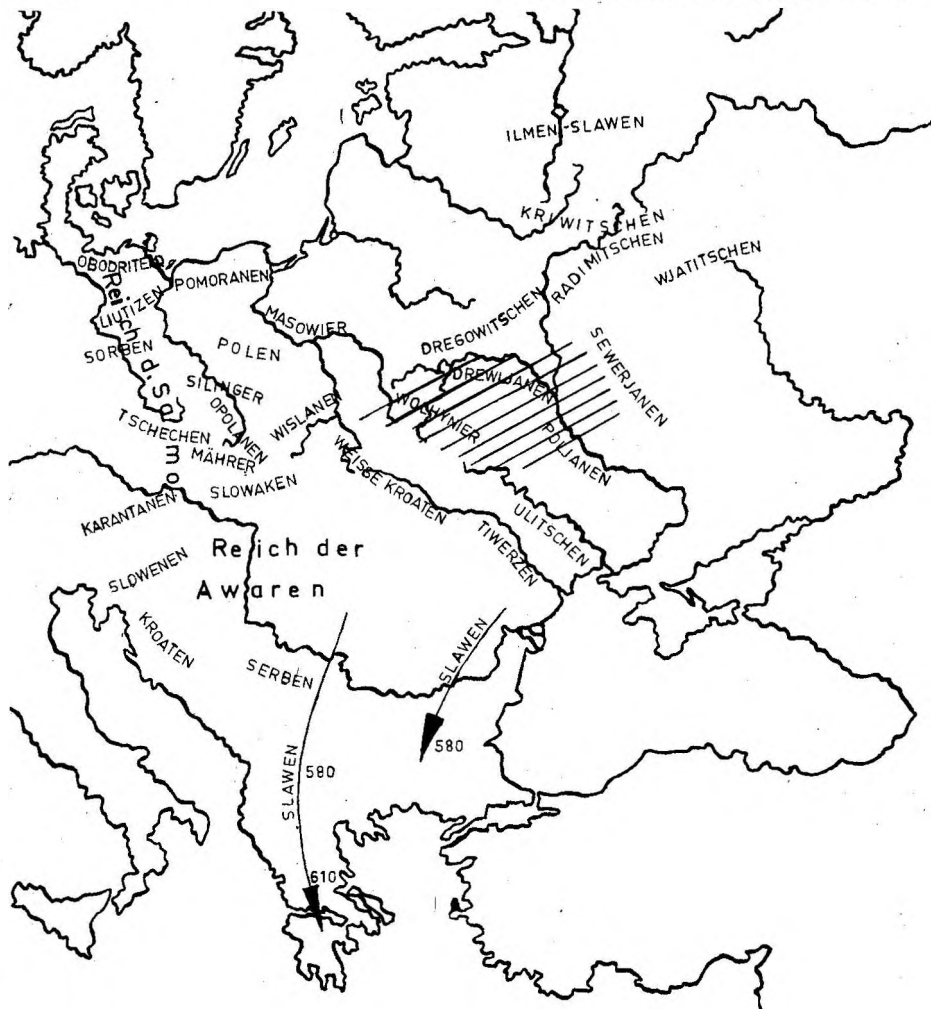 ILMEN-SLAWEN
KRIWITSCHEN
RADIMITSCHEN
WJATITSCHEN
OBODRITEN
Reich d. Samo
POMORANEN
LIUTIZEN
MASOWIER
SORBEN
POLEN
DREGOWITSCHEN
SEWERJANEN
DREWLJANEN
SILINGER
OPOLANEN
WISLANEN
WOLHYNIER
TSCHECHEN
MÄHRER
POLJANEN
WEISSE KROATEN
SLOWAKEN
KARANTANEN
ULITSCHEN
TIWERZEN
Reich der
Awaren
SLOWENEN
KROATEN
SERBEN
SLAWEN
580
SLAWEN
580
610